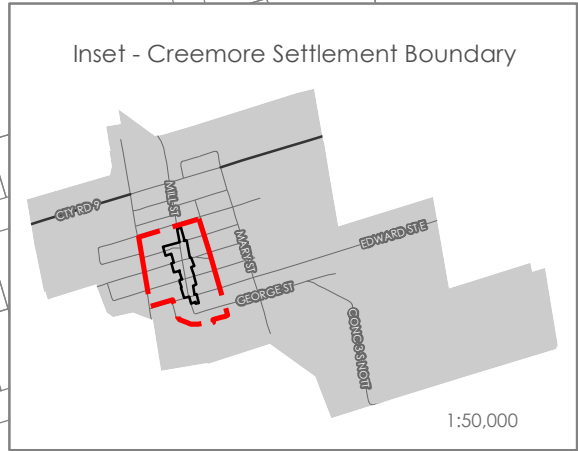 Inset - Creemore Settlement Boundary
CTY RD 9
MILL ST
MARY ST
EDWARD ST E
GEORGE ST
CONC 3 S NOTT
1:50,000